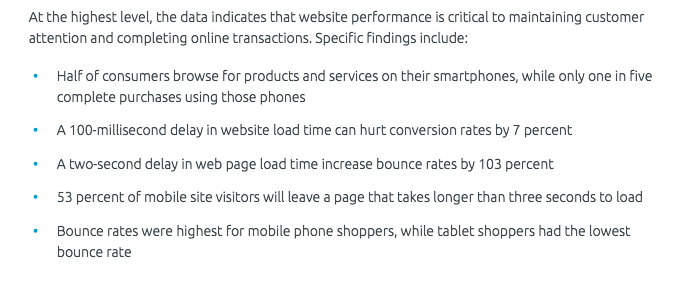 At the highest level, the data indicates that website performance is critical to maintaining customer
attention and completing online transactions. Specific findings include:
• Half of consumers browse for products and services on their smartphones, while only one in five
complete purchases using those phones
• A 100-millisecond delay in website load time can hurt conversion rates by 7 percent
• A two-second delay in web page load time increase bounce rates by 103 percent
• 53 percent of mobile site visitors will leave a page that takes longer than three seconds to load
• Bounce rates were highest for mobile phone shoppers, while tablet shoppers had the lowest
bounce rate